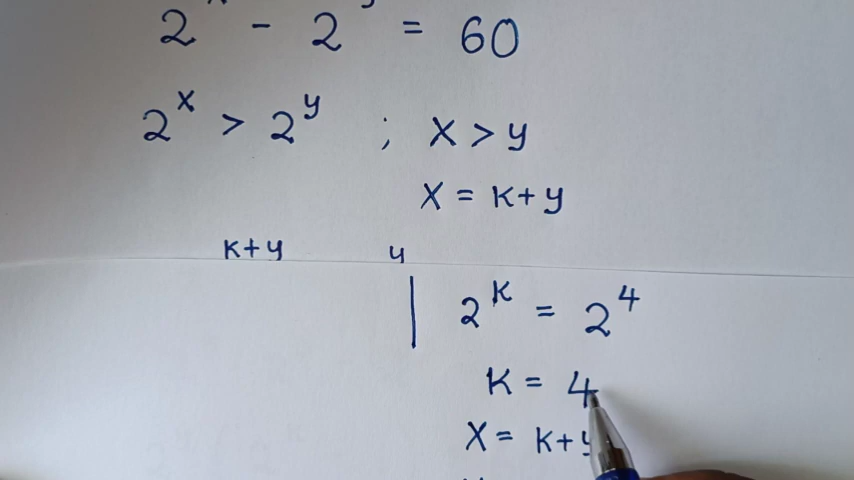 2^x - 2^y = 60
2^x > 2^y ; x > y
x = k+y
k+y y
| 2^k = 2^4
k = 4
x = k+y